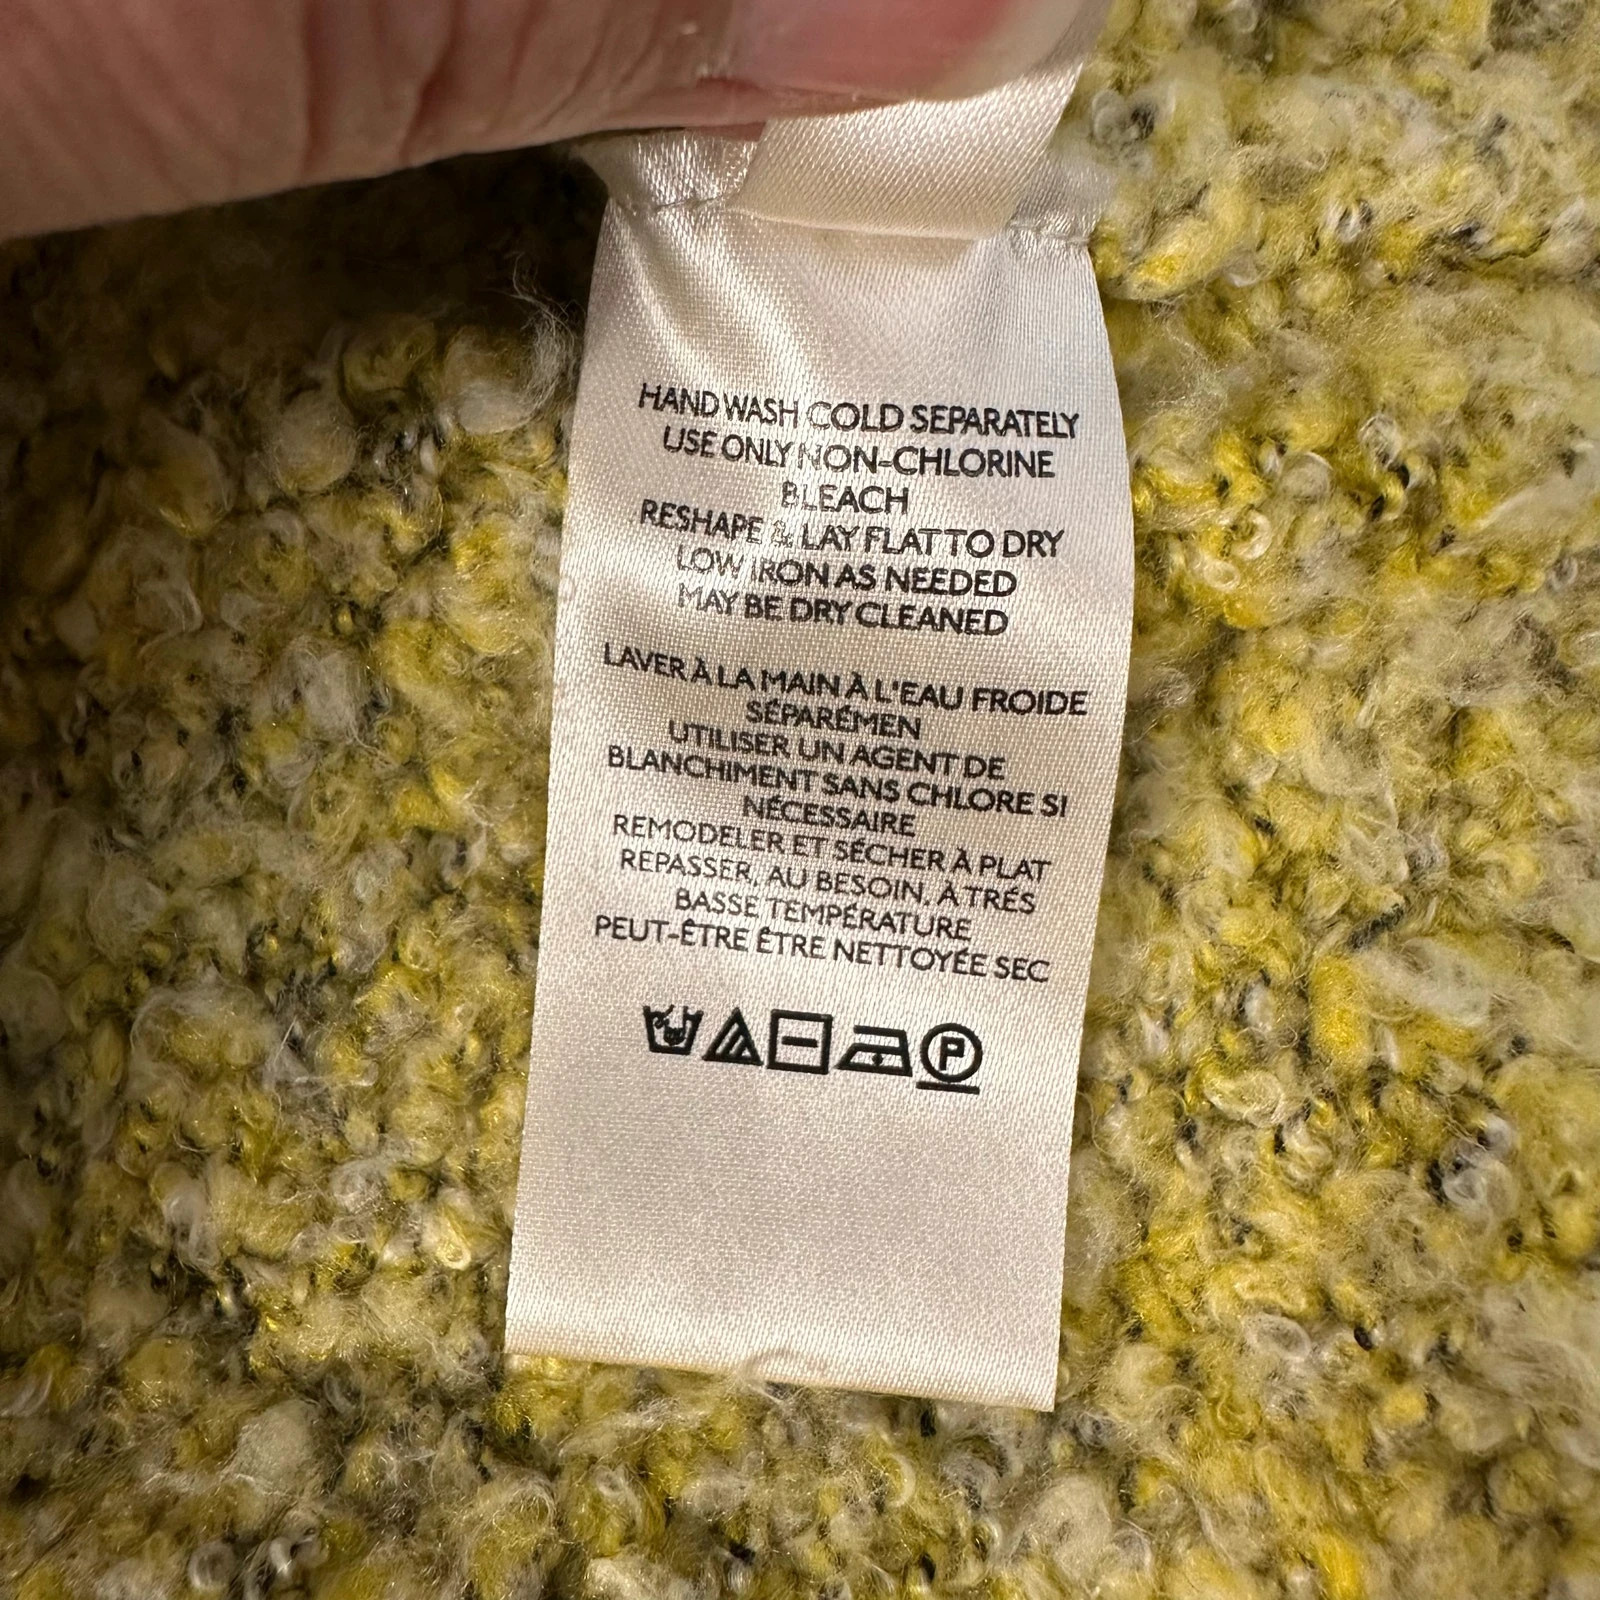 HAND WASH COLD SEPARATELY
USE ONLY NON-CHLORINE
BLEACH
RESHAPE & LAY FLAT TO DRY
LOW IRON AS NEEDED
MAY BE DRY CLEANED
LAVER À LA MAIN À L'EAU FROIDE
SÉPARÉMEN
UTILISER UN AGENT DE
BLANCHIMENT SANS CHLORE SI
NÉCESSAIRE
REMODELER ET SÉCHER À PLAT
REPASSER, AU BESOIN, À TRÉS
BASSE TEMPÉRATURE
PEUT-ÊTRE ÊTRE NETTOYÉE SEC
P